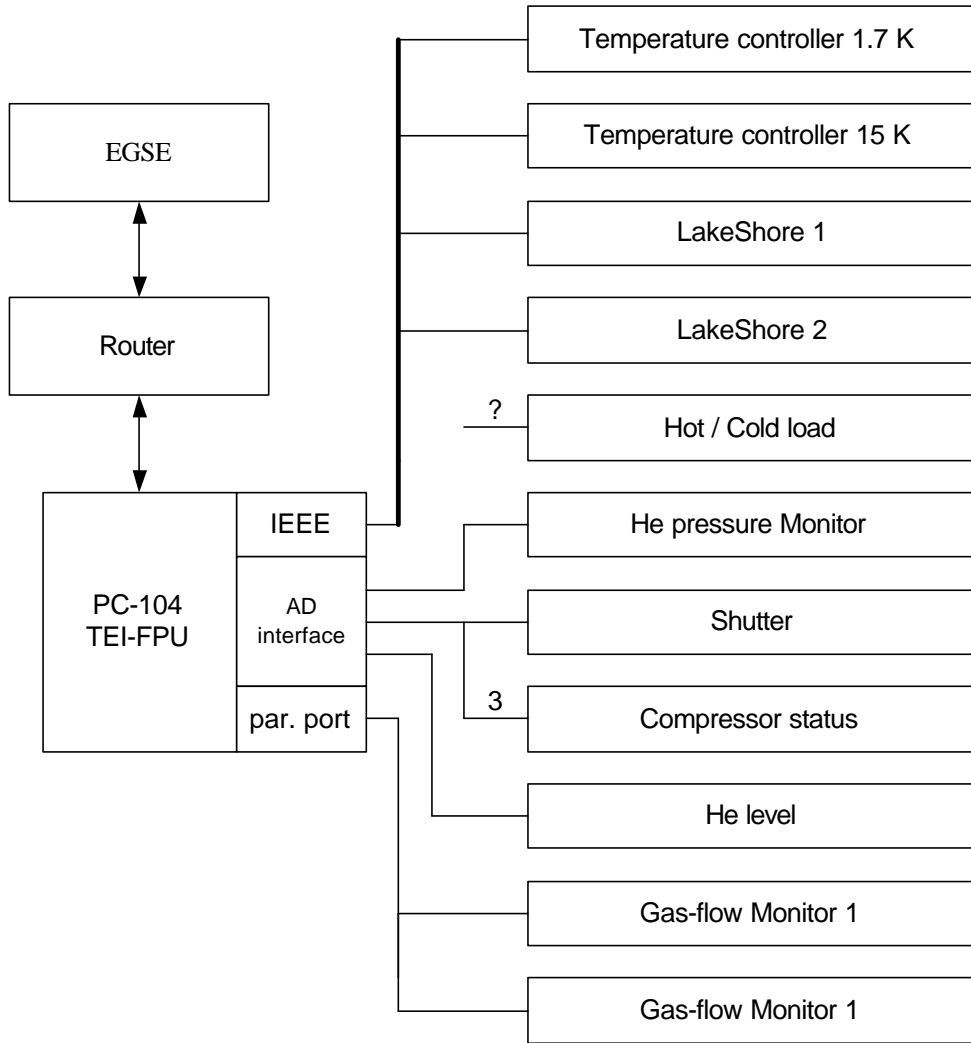 Temperature controller 1.7 K
Temperature controller 15 K
EGSE
LakeShore 1
Router
LakeShore 2
?
Hot / Cold load
IEEE
He pressure Monitor
PC-104
TEI-FPU
AD
interface
Shutter
par. port
3
Compressor status
He level
Gas-flow Monitor 1
Gas-flow Monitor 1